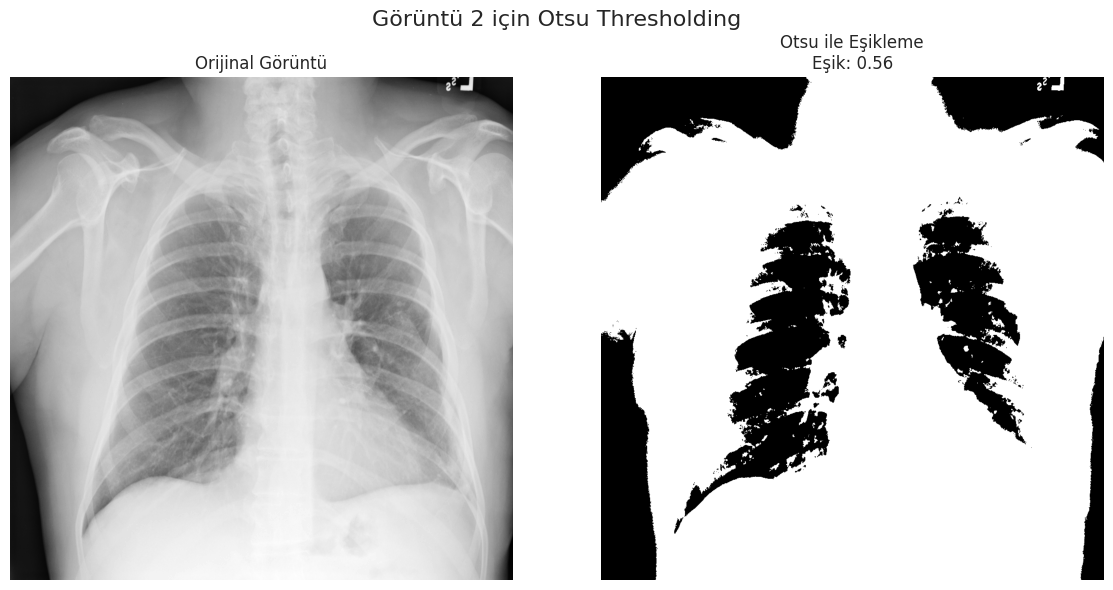 Görüntü 2 için Otsu Thresholding
Orijinal Görüntü
Otsu ile Eşikleme
Eşik: 0.56